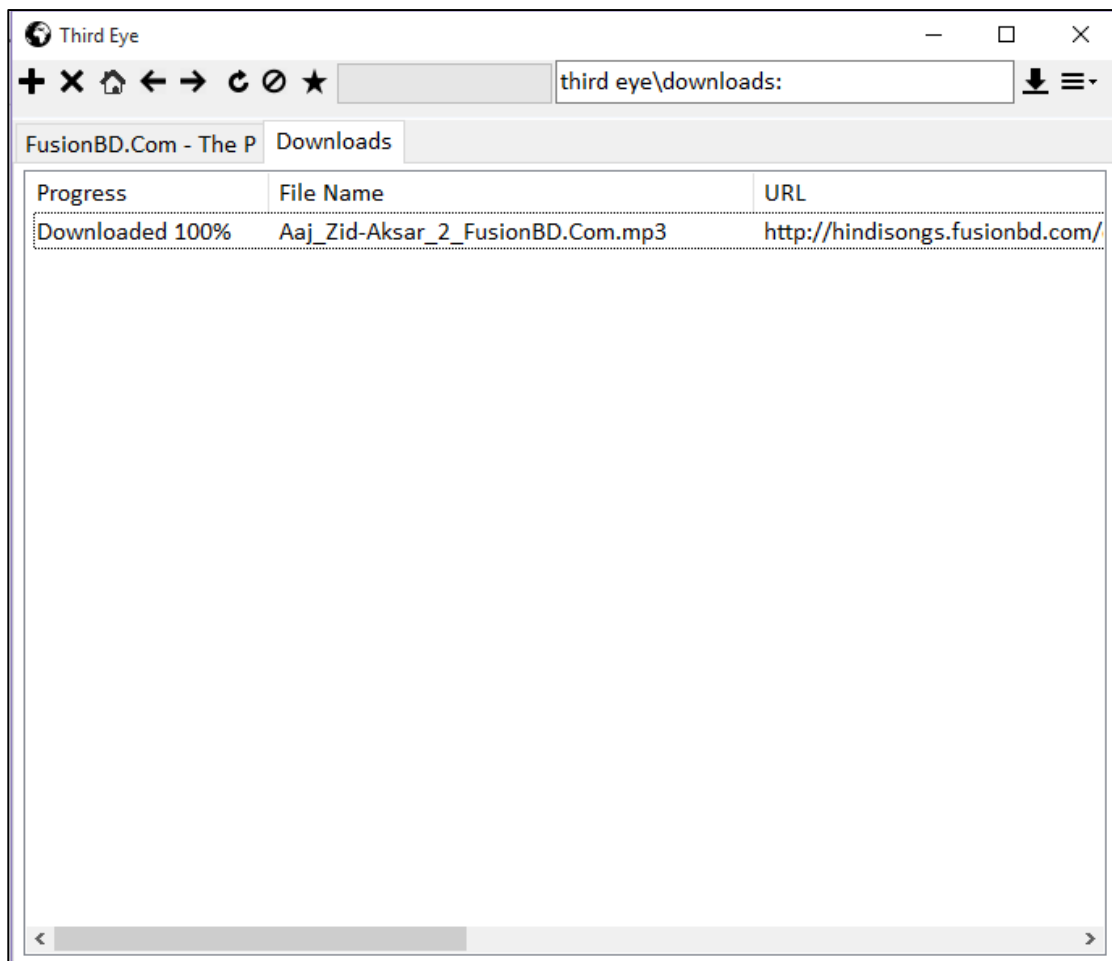 Third Eye
third eye\downloads:
FusionBD.Com - The P Downloads
Progress File Name URL
Downloaded 100% Aaj_Zid-Aksar_2_FusionBD.Com.mp3 http://hindisongs.fusionbd.com/